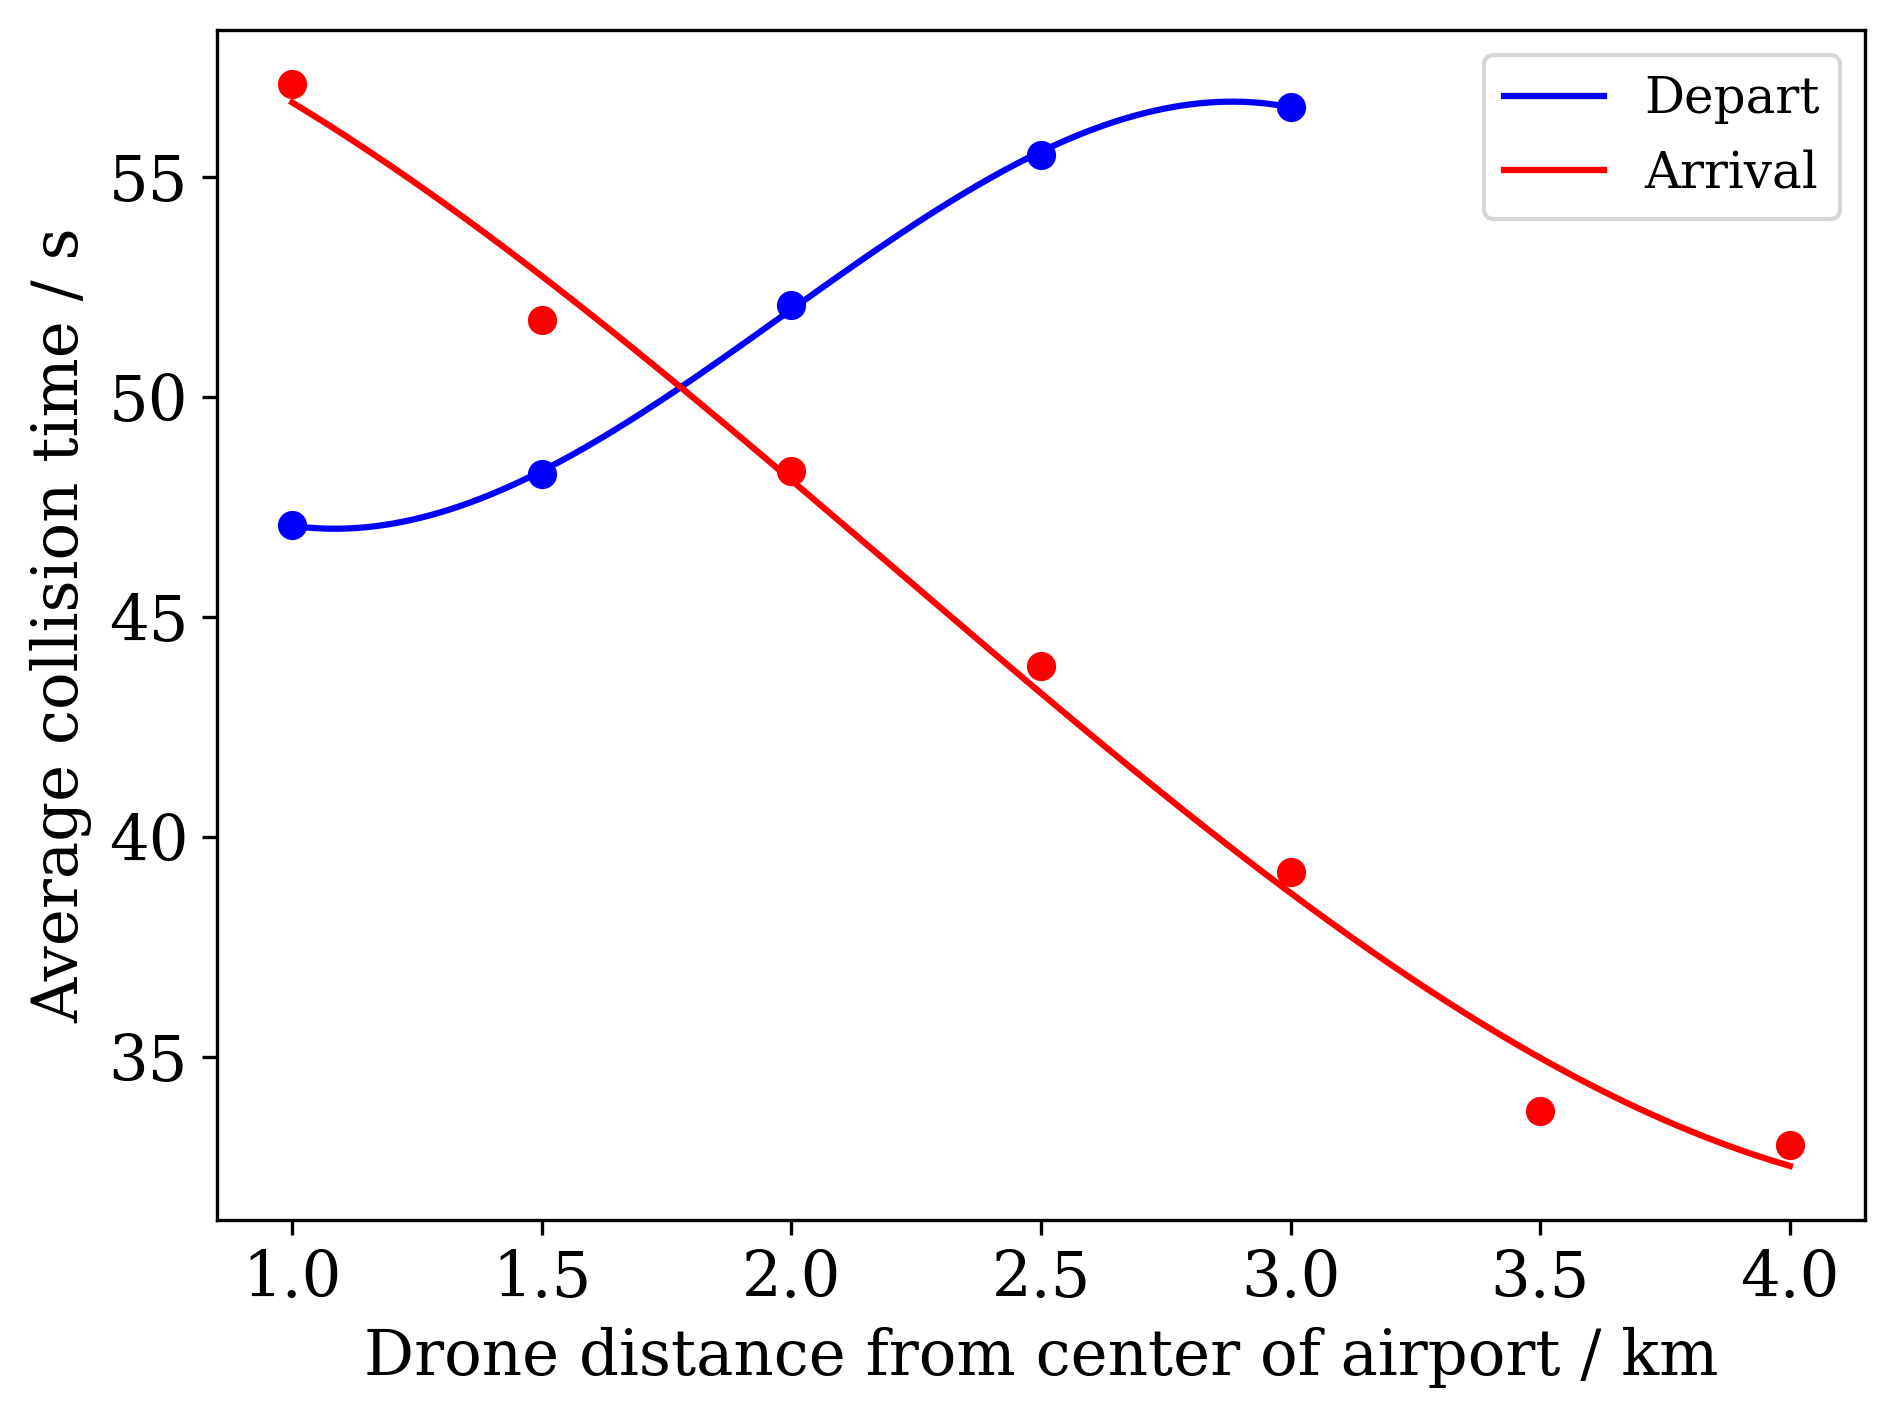 Depart
Arrival
Average collision time / s
55
50
45
40
35
1.0 1.5 2.0 2.5 3.0 3.5 4.0
Drone distance from center of airport / km